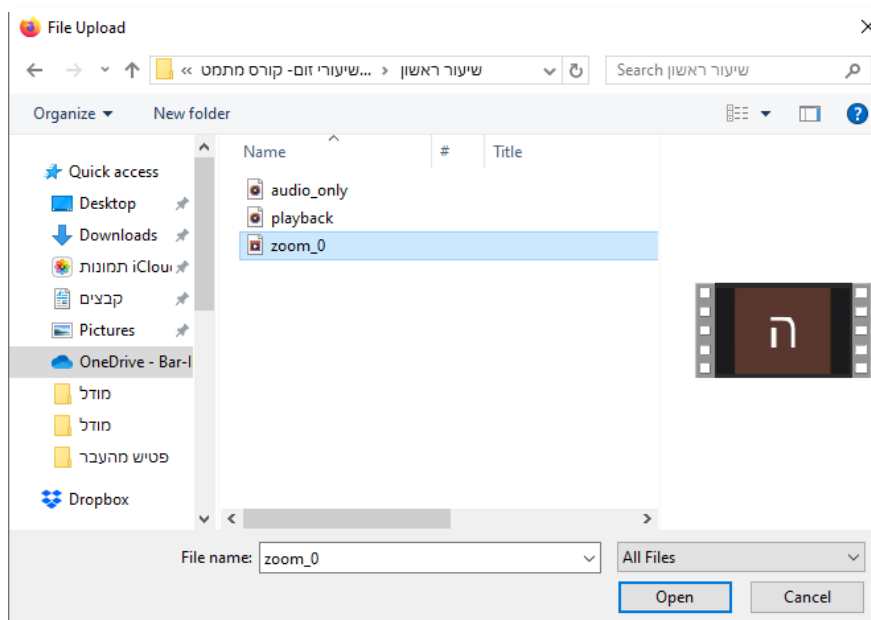 File Upload
« שיעורי זום- קורס מתמט... › שיעור ראשון
Search שיעור ראשון
Organize
New folder
?
Name
#
Title
Quick access
Desktop
Downloads
תמונות iClou
קבצים
Pictures
OneDrive - Bar-I
מודל
מודל
פטיש מהעבר
Dropbox
audio_only
playback
zoom_0
ה
File name: zoom_0
All Files
Open
Cancel